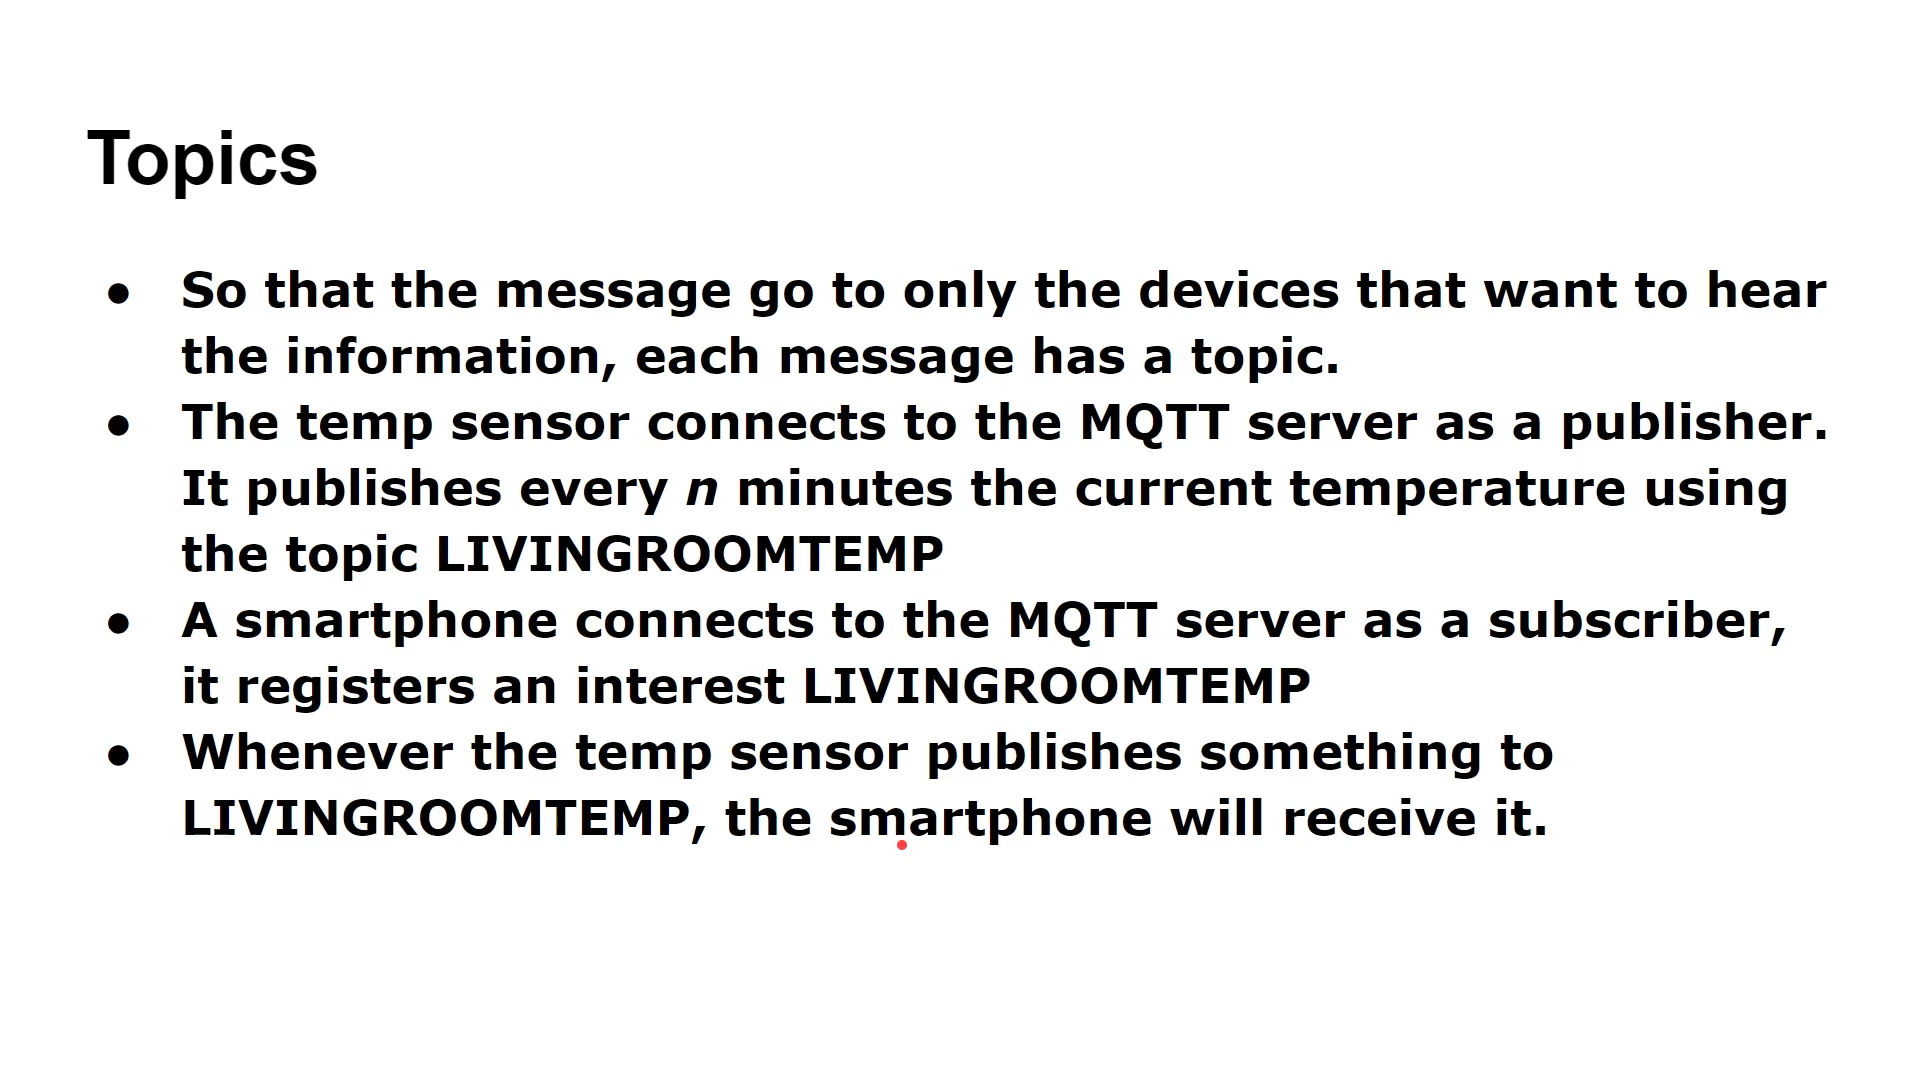 Topics
● So that the message go to only the devices that want to hear
the information, each message has a topic.
● The temp sensor connects to the MQTT server as a publisher.
It publishes every n minutes the current temperature using
the topic LIVINGROOMTEMP
● A smartphone connects to the MQTT server as a subscriber,
it registers an interest LIVINGROOMTEMP
● Whenever the temp sensor publishes something to
LIVINGROOMTEMP, the smartphone will receive it.